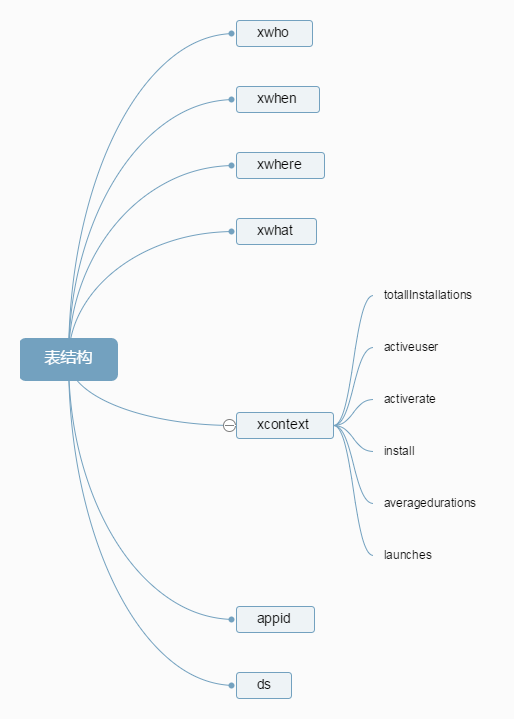 xwho
xwhen
xwhere
xwhat
表结构
xcontext
totalInstallations
activeuser
activerate
install
averagedurations
launches
appid
ds